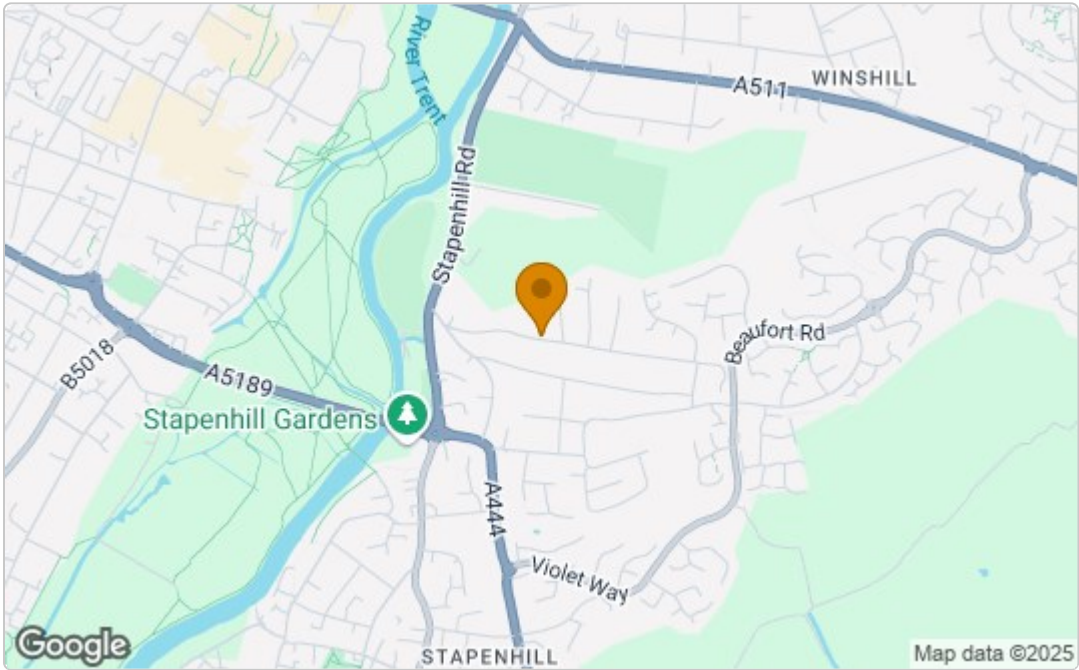 River Trent
WINSHILL
A511
Stapenhill Rd
Beaufort Rd
B5018
A5189
Stapenhill Gardens
A444
Violet Way
STAPENHILL
Google
Map data ©2025